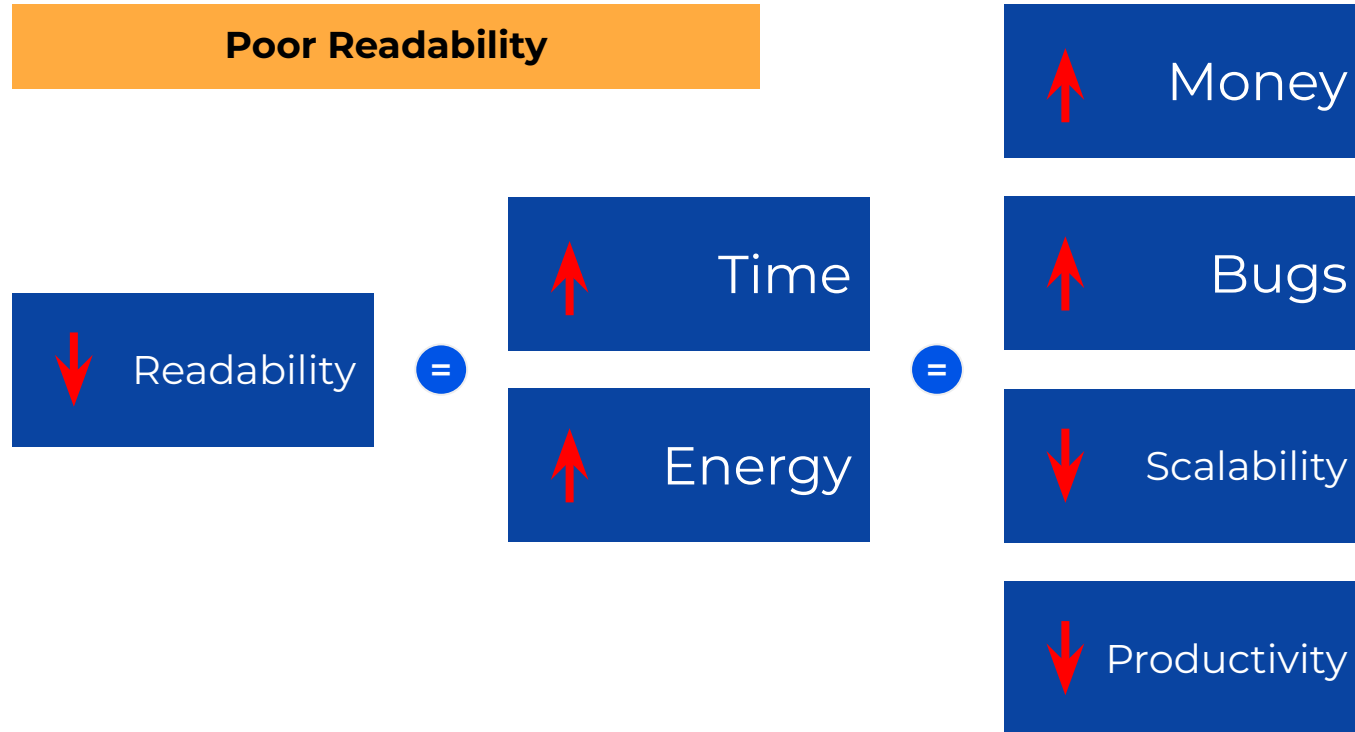 Poor Readability
Readability
=
Time
Energy
=
Money
Bugs
Scalability
Productivity